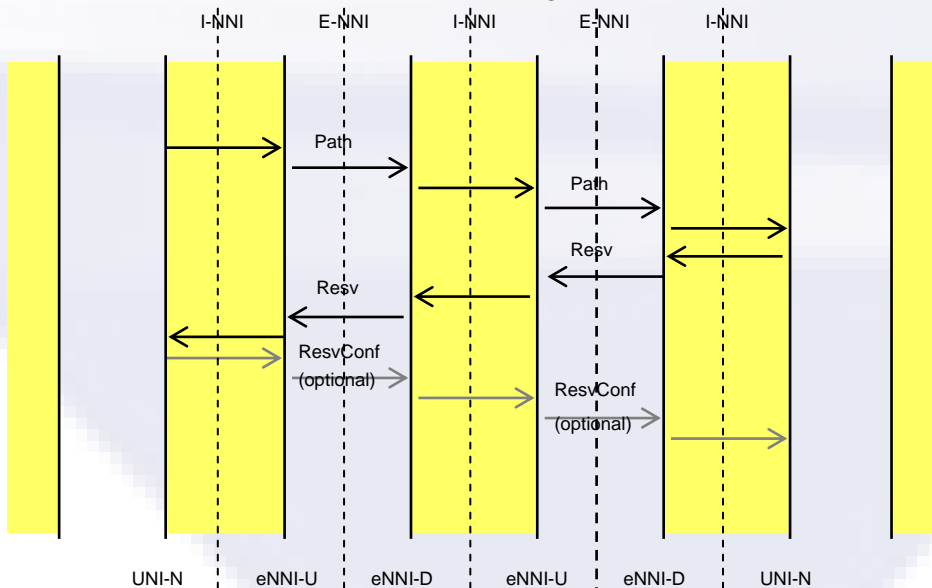 I-NNI E-NNI I-NNI E-NNI I-NNI
Path
Path
Resv
Resv
ResvConf
(optional)
ResvConf
(optional)
UNI-N eNNI-U eNNI-D eNNI-U eNNI-D UNI-N